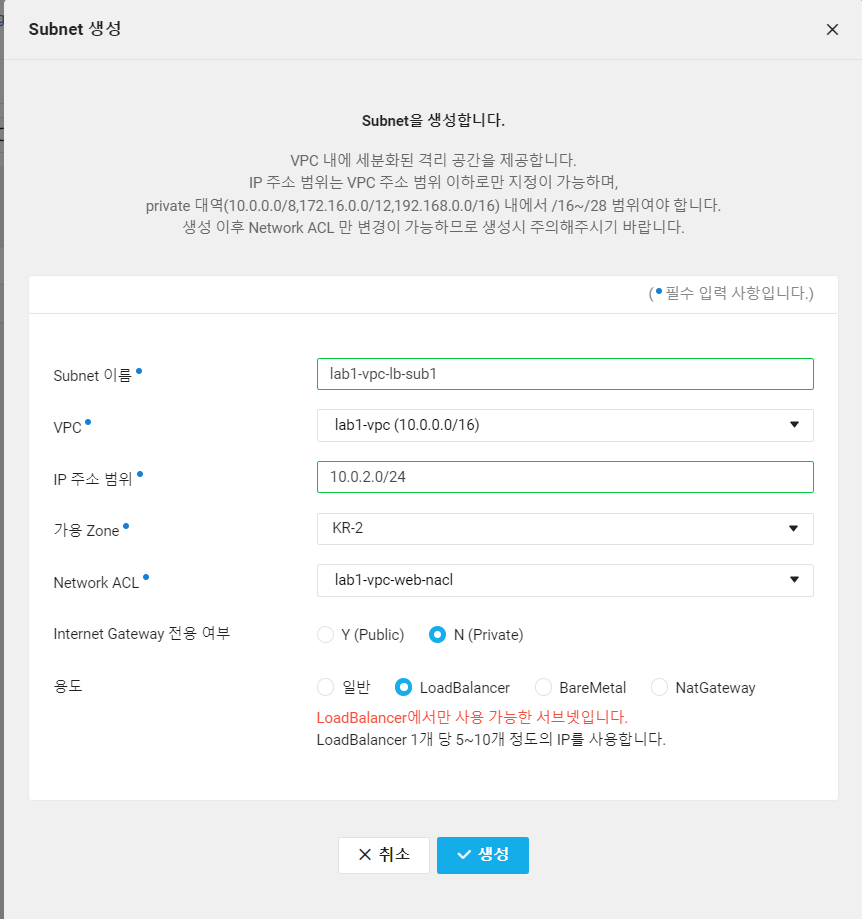 Subnet 생성
Subnet을 생성합니다.
VPC 내에 세분화된 격리 공간을 제공합니다.
IP 주소 범위는 VPC 주소 범위 이하로만 지정이 가능하며,
private 대역(10.0.0.0/8,172.16.0.0/12,192.168.0.0/16) 내에서 /16~/28 범위여야 합니다.
생성 이후 Network ACL 만 변경이 가능하므로 생성시 주의해주시기 바랍니다.
(• 필수 입력 사항입니다.)
Subnet 이름• lab1-vpc-lb-sub1
VPC• lab1-vpc (10.0.0.0/16)
IP 주소 범위• 10.0.2.0/24
가용 Zone• KR-2
Network ACL• lab1-vpc-web-nacl
Internet Gateway 전용 여부 Y (Public) N (Private)
용도 일반 LoadBalancer BareMetal NatGateway
LoadBalancer에서만 사용 가능한 서브넷입니다.
LoadBalancer 1개 당 5~10개 정도의 IP를 사용합니다.
취소 생성